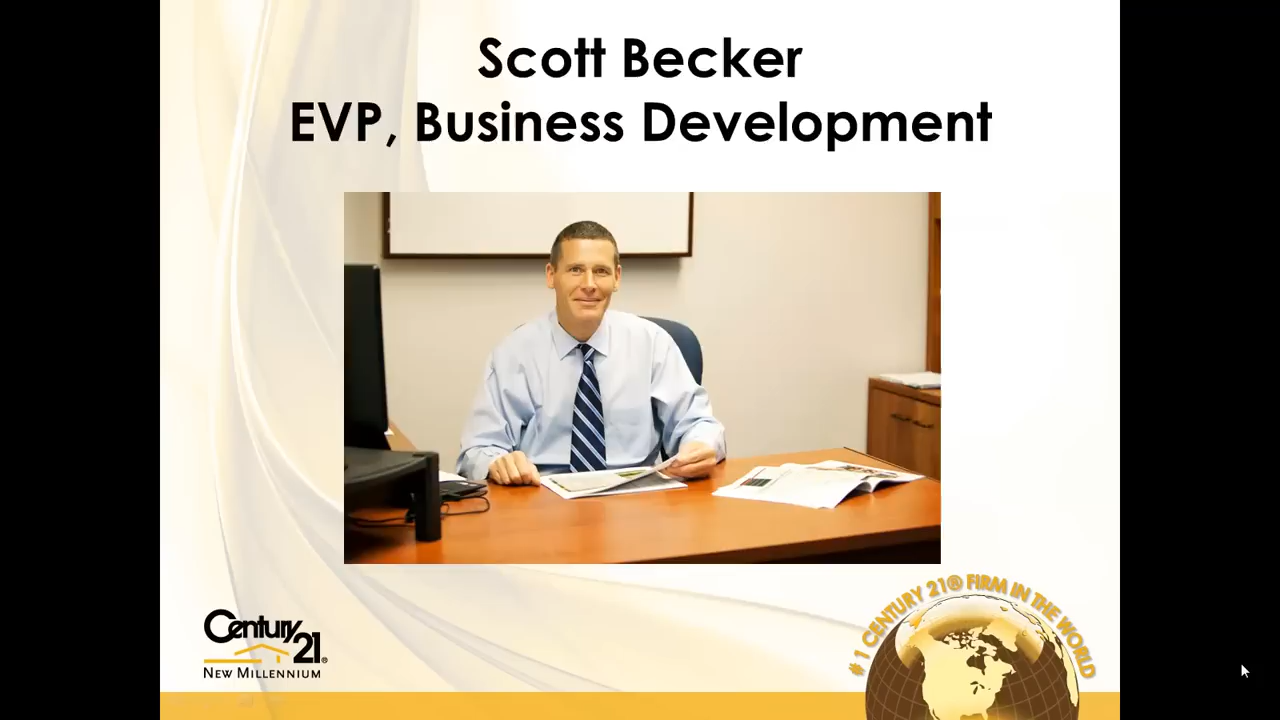 Scott Becker
EVP, Business Development
# 1 CENTURY 21® FIRM IN THE WORLD
Century 21®
NEW MILLENNIUM